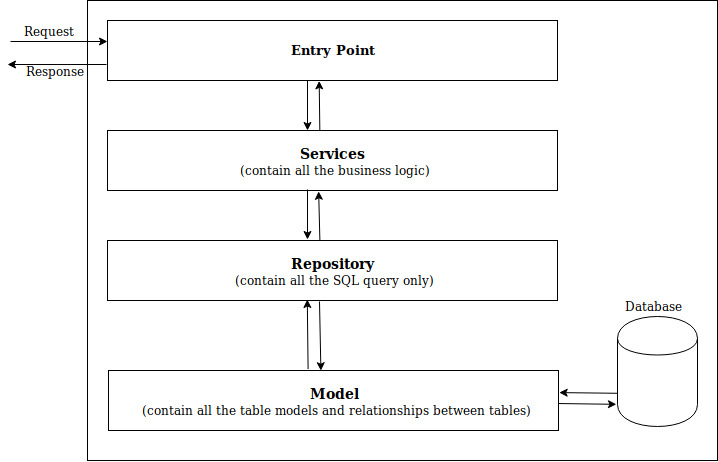 Request
Response
Entry Point
Services
(contain all the business logic)
Repository
(contain all the SQL query only)
Database
Model
(contain all the table models and relationships between tables)